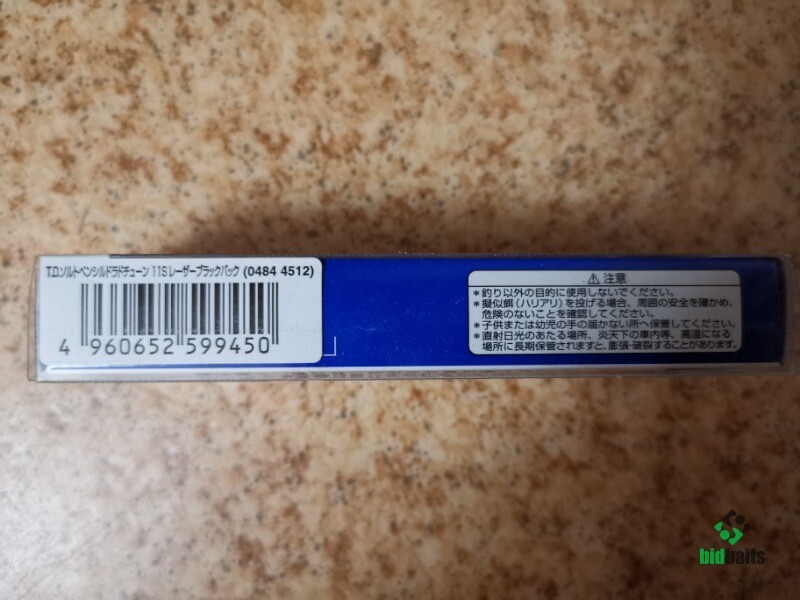 T.D.ソルトペンシルドラドチューン 11S レーザーブラックバック (0484 4512)
4 960652 599450
⚠ 注意
*釣り以外の目的に使用しないでください。
*擬似餌 (ハリアリ) を投げる場合、周囲の安全を確かめ、
危険のないことを確認してください。
*子供または幼児の手の届かない所へ保管してください。
*直射日光のあたる場所、炎天下の車内等、高温になる
場所に長期保管されますと、膨張・破裂することがあります。
bidbaits